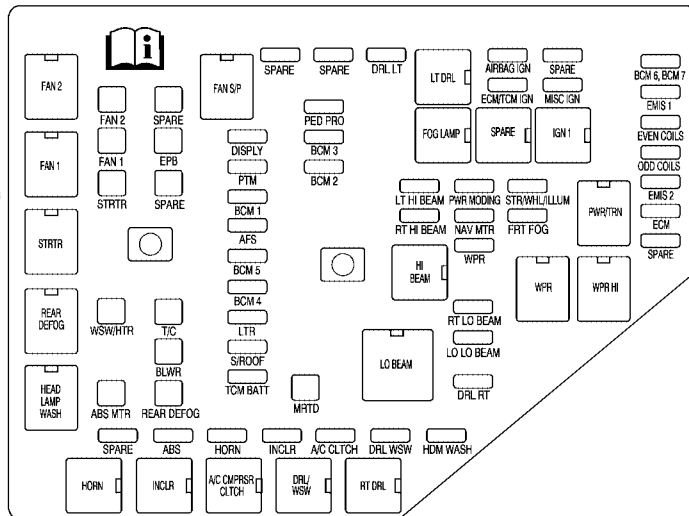 FAN 2
FAN S/P
SPARE
SPARE
DRL LT
LT DRL
AIRBAG IGN
SPARE
BCM 6, BCM 7
ECM/TCM IGN
MISC IGN
EMIS 1
FAN 2
SPARE
PED PRO
FOG LAMP
SPARE
IGN 1
EVEN COILS
FAN 1
FAN 1
EPB
DISPLY
BCM 3
ODD COILS
PTM
BCM 2
EMIS 2
STRTR
SPARE
BCM 1
LT HI BEAM
PWR MODING
STR/WHL/ILLUM
PWR/TRN
ECM
RT HI BEAM
NAV MTR
FRT FOG
SPARE
STRTR
AFS
WPR
BCM 5
HI
BEAM
WPR
WPR HI
REAR
DEFOG
BCM 4
WSW/HTR
T/C
LTR
RT LO BEAM
S/ROOF
LO LO BEAM
BLWR
TCM BATT
LO BEAM
HEAD
LAMP
WASH
ABS MTR
REAR DEFOG
MRTD
DRL RT
SPARE
ABS
HORN
INCLR
A/C CLTCH
DRL WSW
HDM WASH
HORN
INCLR
A/C CMPRSR
CLTCH
DRL/
WSW
RT DRL